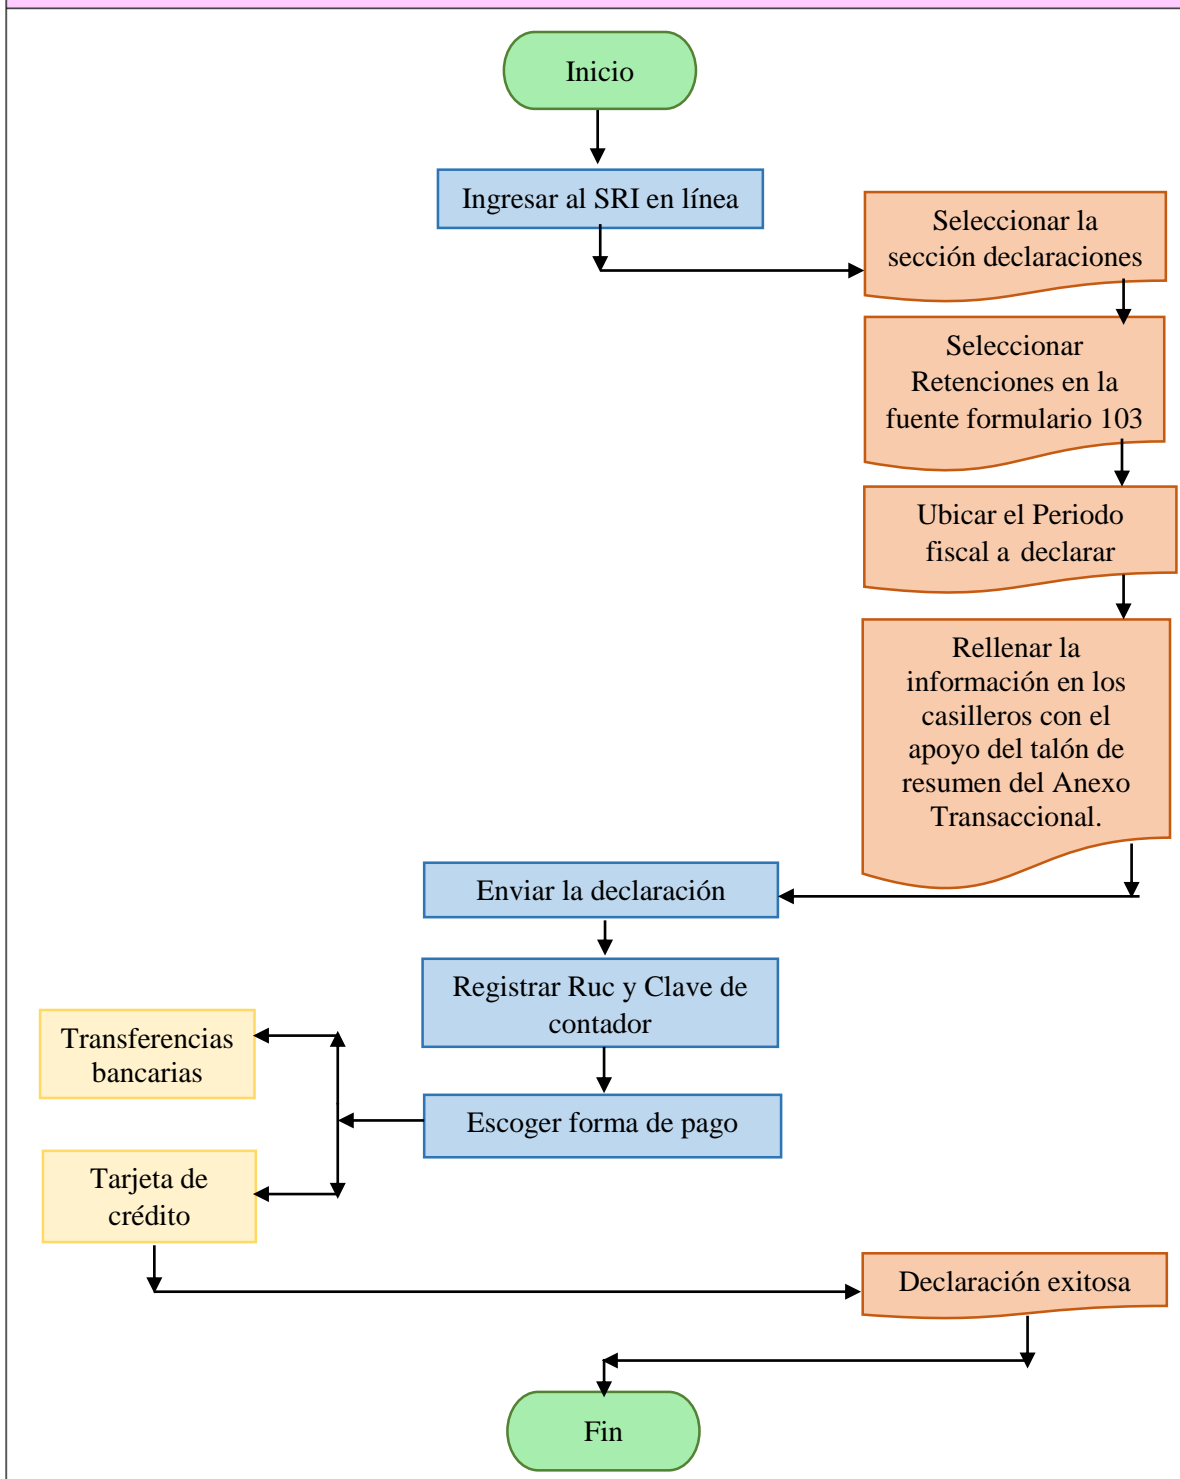 Inicio
Ingresar al SRI en línea
Seleccionar la
sección declaraciones
Seleccionar
Retenciones en la
fuente formulario 103
Ubicar el Periodo
fiscal a declarar
Rellenar la
información en los
casilleros con el
apoyo del talón de
resumen del Anexo
Transaccional.
Enviar la declaración
Registrar Ruc y Clave de
contador
Escoger forma de pago
Transferencias
bancarias
Tarjeta de
crédito
Declaración exitosa
Fin